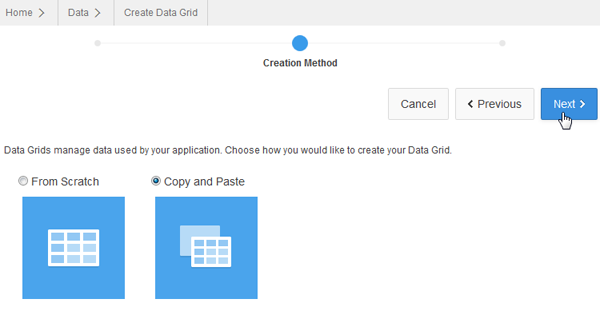 Home > Data > Create Data Grid
Creation Method
Cancel < Previous Next >
Data Grids manage data used by your application. Choose how you would like to create your Data Grid.
From Scratch Copy and Paste